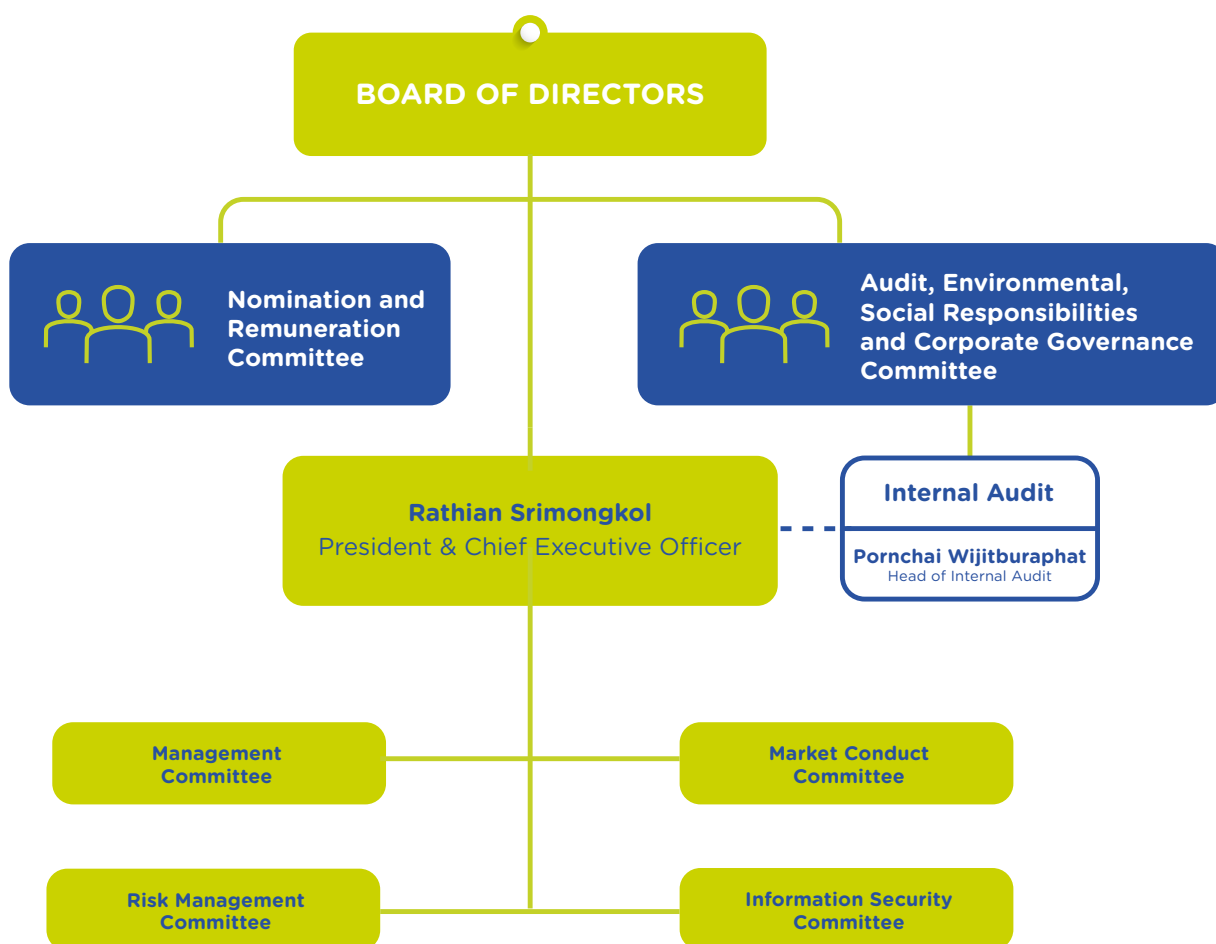 BOARD OF DIRECTORS
Nomination and
Remuneration
Committee
Audit, Environmental,
Social Responsibilities
and Corporate Governance
Committee
Rathian Srimongkol
President & Chief Executive Officer
Internal Audit
Pornchai Wijitburaphat
Head of Internal Audit
Management
Committee
Market Conduct
Committee
Risk Management
Committee
Information Security
Committee